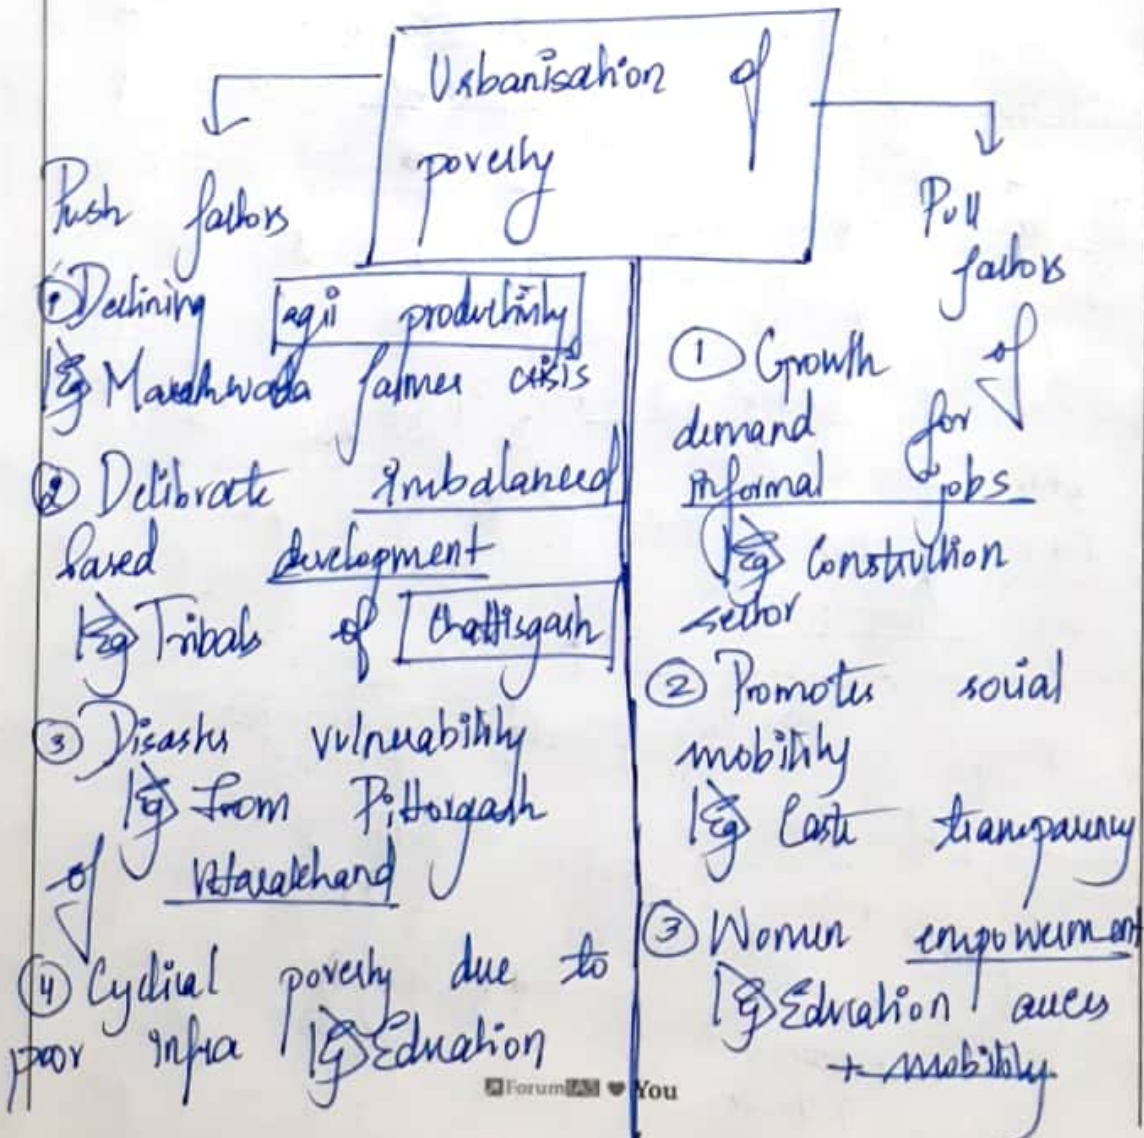 Urbanisation of
poverty
Push factors
① Declining agri productivity
Eg Marathwada farmer crisis
② Delibrate imbalanced
based development
Eg Tribals of Chattisgarh
③ Disaster vulnerability
Eg From Pittorgarh
of Uttarakhand
④ Cyclical poverty due to
poor infra Eg Education
Pull
factors
① Growth of
demand for
informal jobs
Eg Construction
sector
② Promotes social
mobility
Eg Caste transparency
③ Women empowerment
Eg Education access
+ mobility
ForumIAS ♥ You